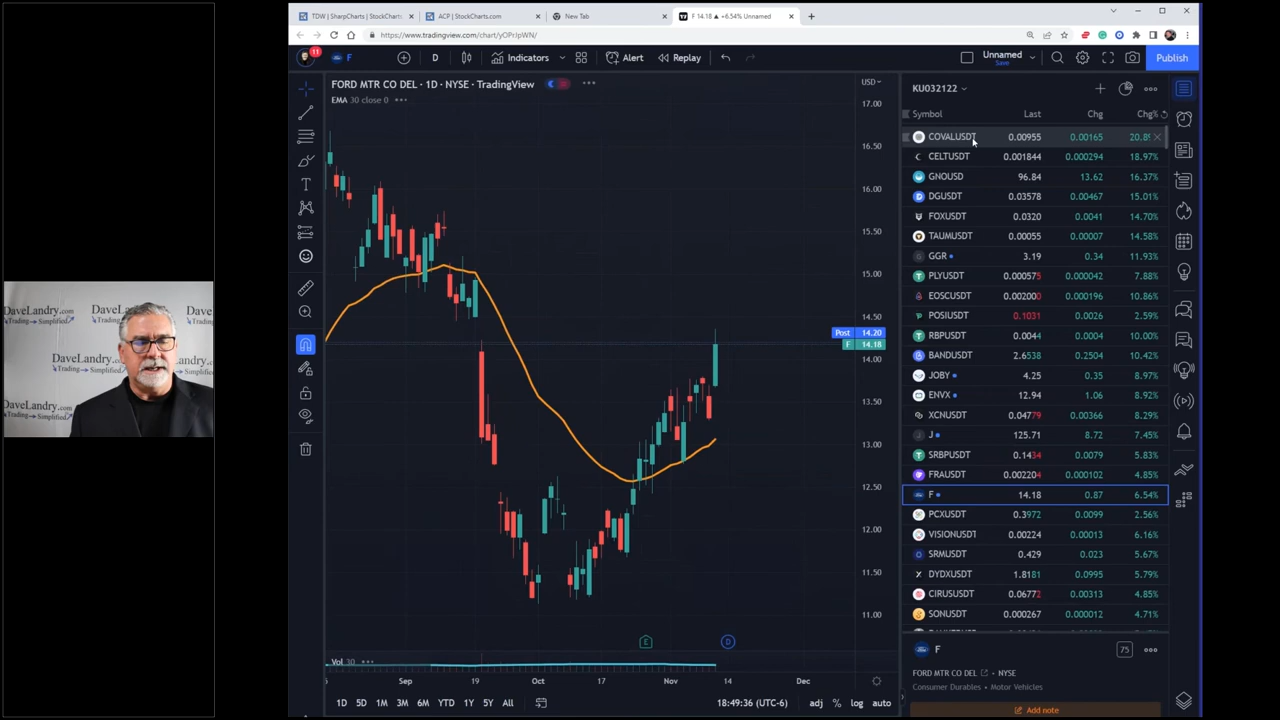 TDW | SharpCharts | StockCharts
ACP | StockCharts.com
New Tab
F 14.18 ▲ +6.54% Unnamed
https://www.tradingview.com/chart/yOPrJpWN/
11
F
D
Indicators
Alert
Replay
Unnamed
Save
Publish
FORD MTR CO DEL · 1D · NYSE · TradingView
EMA 30 close 0
USD
KU032122
Symbol Last Chg Chg%
COVALUSDT 0.00955 0.00165 20.89
CELTUSDT 0.001844 0.000294 18.97%
GNOUSD 96.84 13.62 16.37%
DGUSDT 0.03578 0.00467 15.01%
FOXUSDT 0.0320 0.0041 14.70%
TAUMUSDT 0.00055 0.00007 14.58%
GGR 3.19 0.34 11.93%
PLYUSDT 0.000575 0.000042 7.88%
EOSCUSDT 0.002000 0.000196 10.86%
POSIUSDT 0.1031 0.0026 2.59%
RBPUSDT 0.0044 0.0004 10.00%
BANDUSDT 2.6538 0.2504 10.42%
JOBY 4.25 0.35 8.97%
ENVX 12.94 1.06 8.92%
XCNUSDT 0.04779 0.00366 8.29%
J 125.71 8.72 7.45%
SRBPUSDT 0.1434 0.0079 5.83%
FRAUSDT 0.002204 0.000102 4.85%
F 14.18 0.87 6.54%
PCXUSDT 0.3972 0.0099 2.56%
VISIONUSDT 0.00224 0.00013 6.16%
SRMUSDT 0.429 0.023 5.67%
DYDXUSDT 1.8181 0.0995 5.79%
CIRUSUSDT 0.06772 0.00313 4.85%
SONUSDT 0.000267 0.000012 4.71%
17.00
16.50
16.00
15.50
15.00
14.50
Post 14.20
F 14.18
14.00
13.50
13.00
12.50
12.00
11.50
11.00
E
D
Vol 30
Sep 19 Oct 17 Nov 14 Dec
1D 5D 1M 3M 6M YTD 1Y 5Y All
18:49:36 (UTC-6)
adj % log auto
F
75
FORD MTR CO DEL · NYSE
Consumer Durables · Motor Vehicles
Add note
DaveLandry.com
Trading Simplified